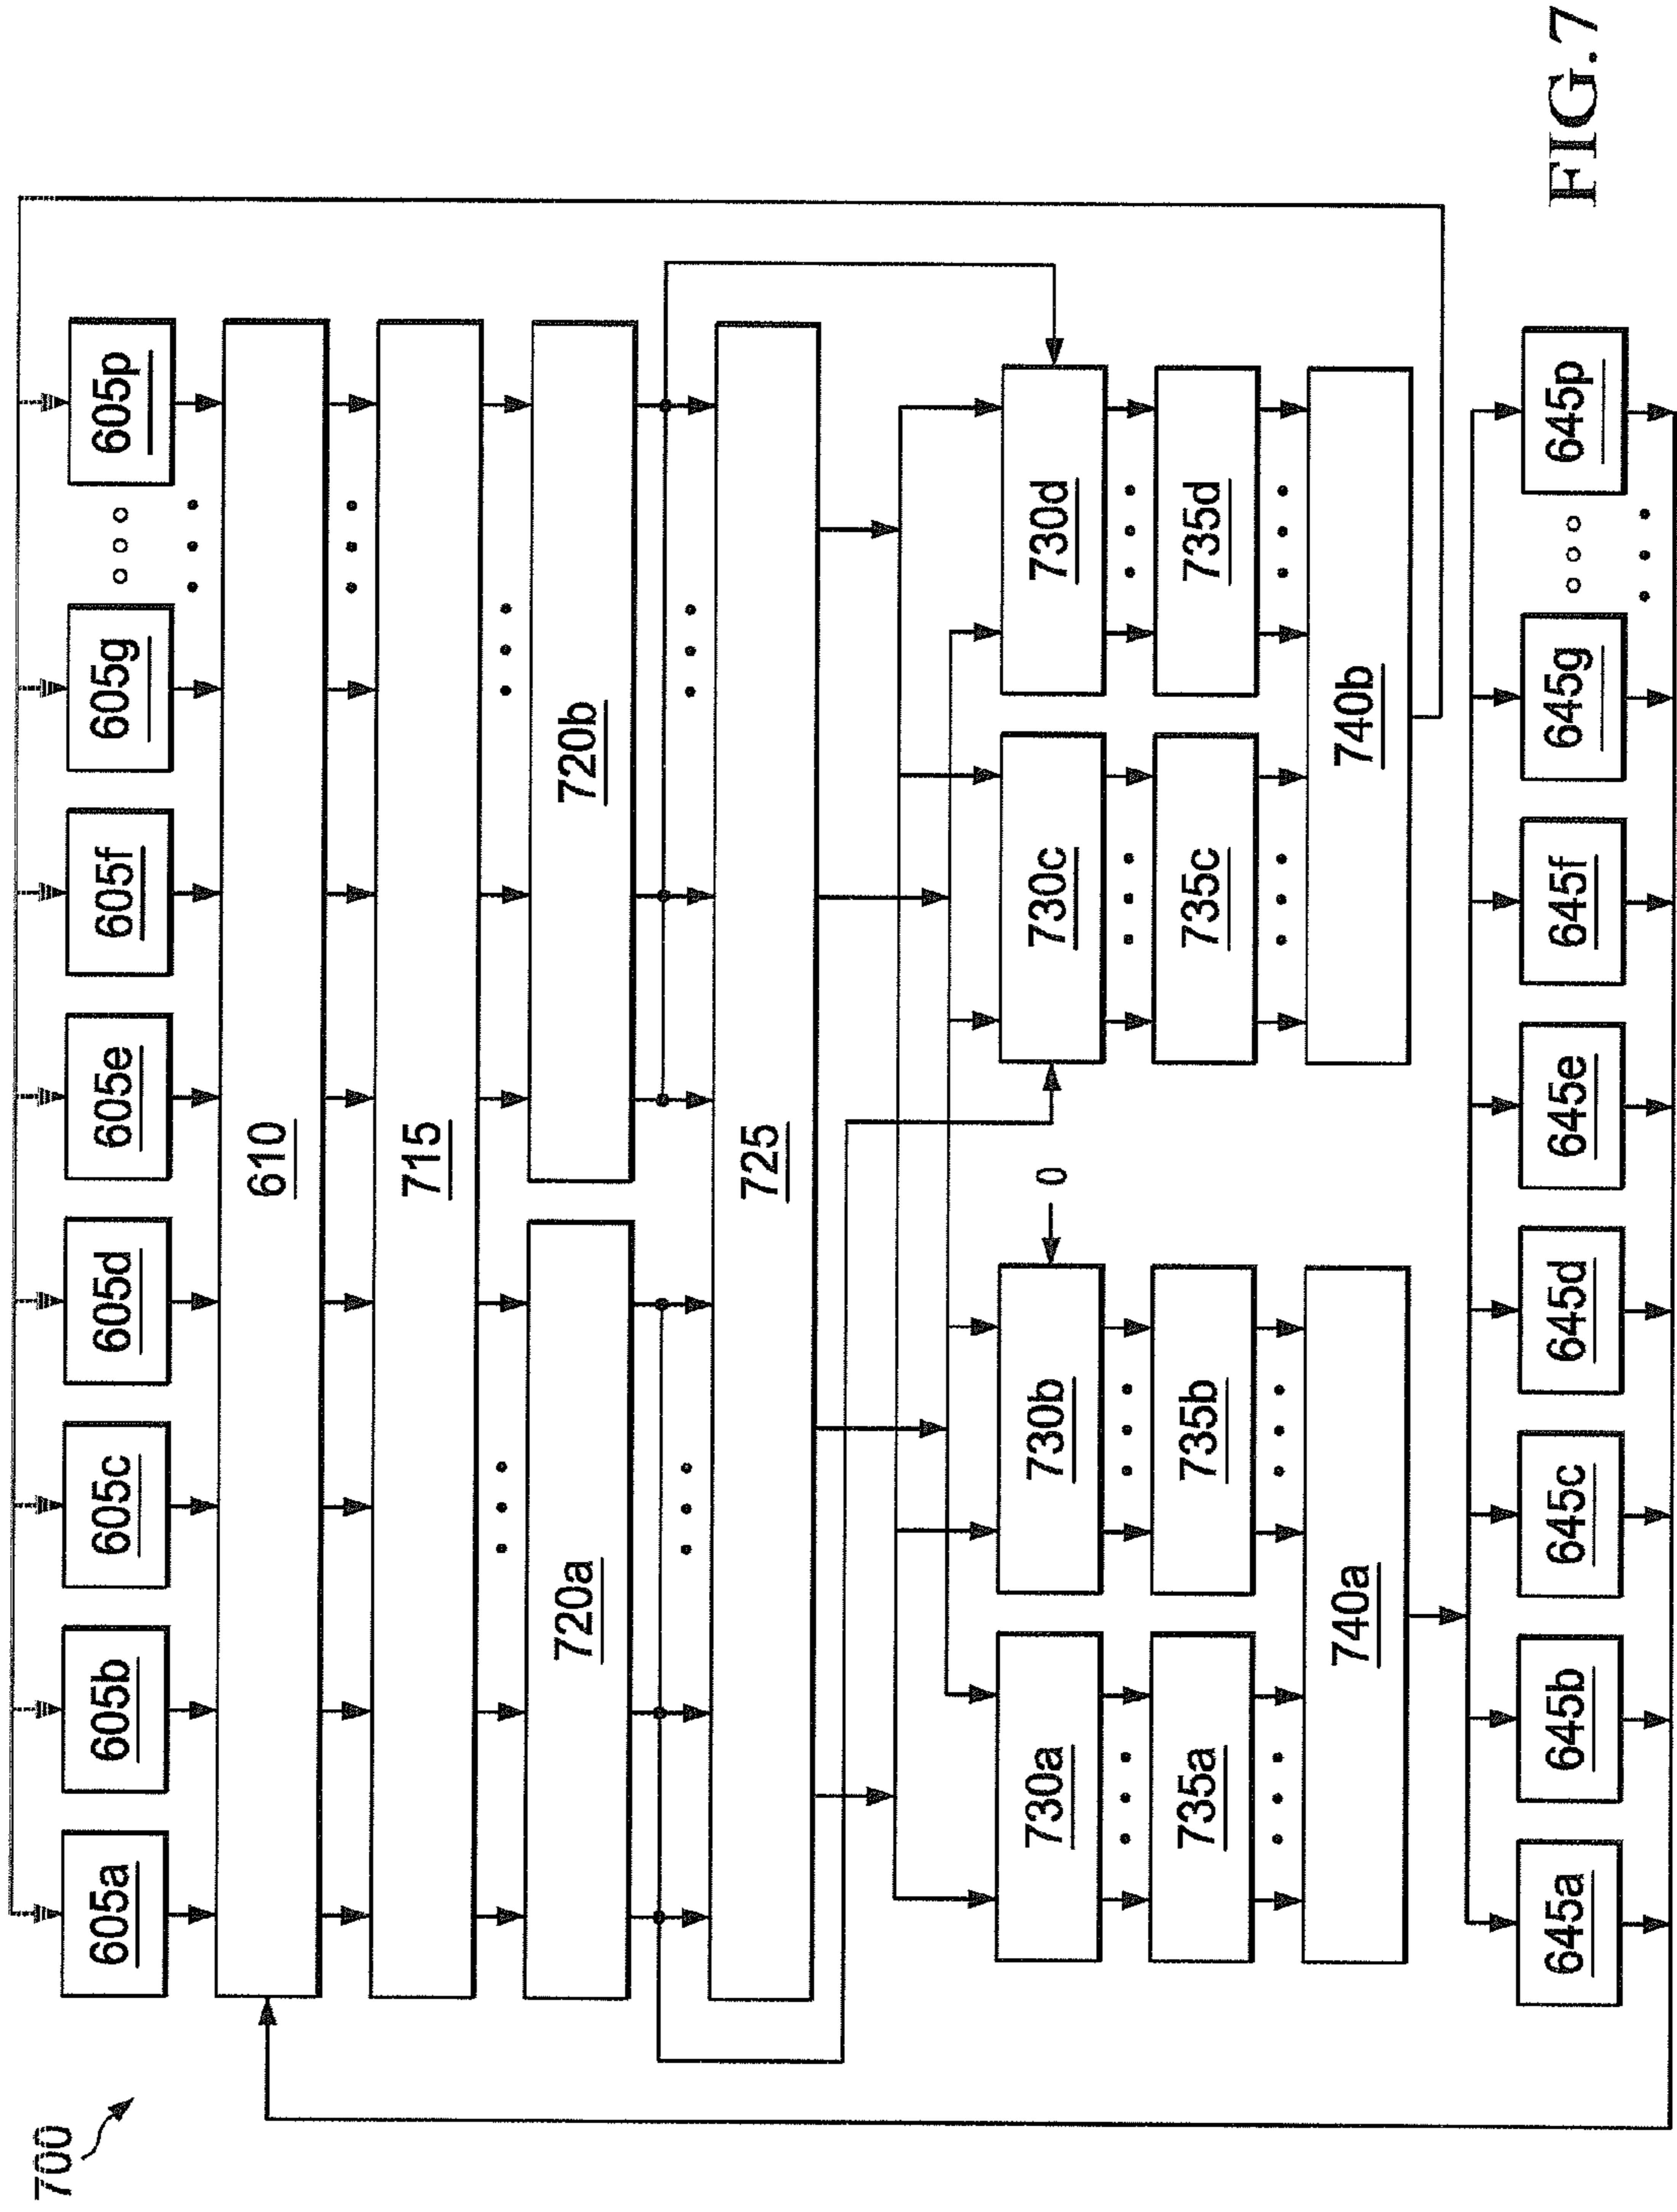 700
605a 605b 605c 605d 605e 605f 605g 605p
610
715
720a 720b
725
730a 730b 0 730c 730d
735a 735b 735c 735d
740a 740b
645a 645b 645c 645d 645e 645f 645g 645p
FIG.7